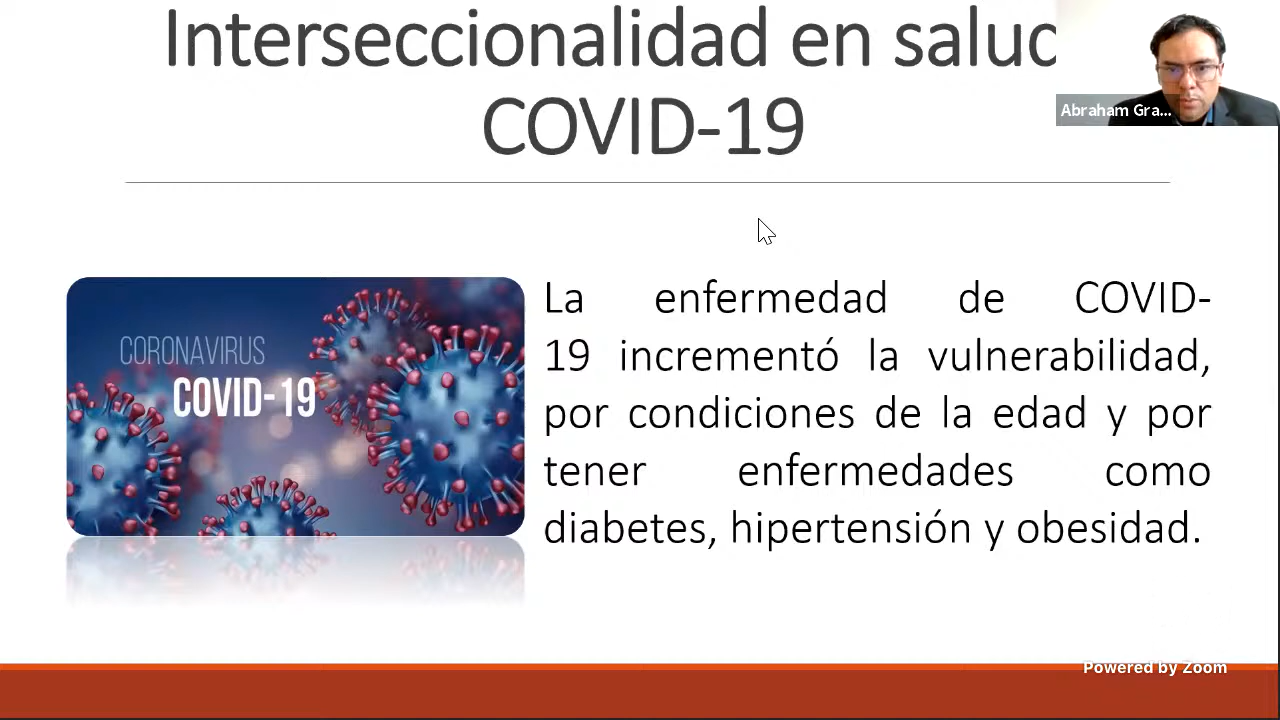 Interseccionalidad en salud
COVID-19
Abraham Gra...
CORONAVIRUS
COVID-19
La enfermedad de COVID-
19 incrementó la vulnerabilidad,
por condiciones de la edad y por
tener enfermedades como
diabetes, hipertensión y obesidad.
Powered by Zoom